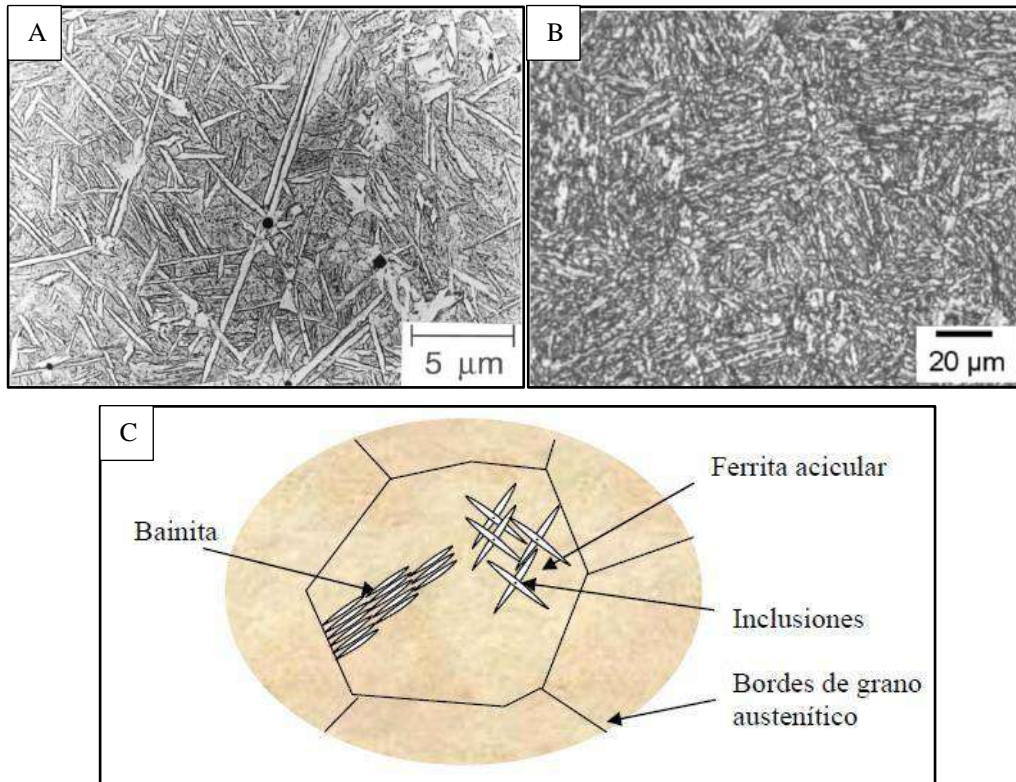 A
5 μm
B
20 μm
C
Ferrita acicular
Bainita
Inclusiones
Bordes de grano
austenítico